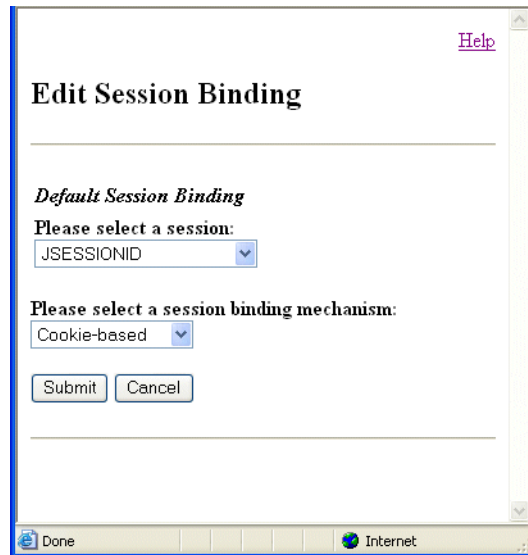 Help
Edit Session Binding
Default Session Binding
Please select a session:
JSESSIONID
Please select a session binding mechanism:
Cookie-based
Submit Cancel
Done Internet